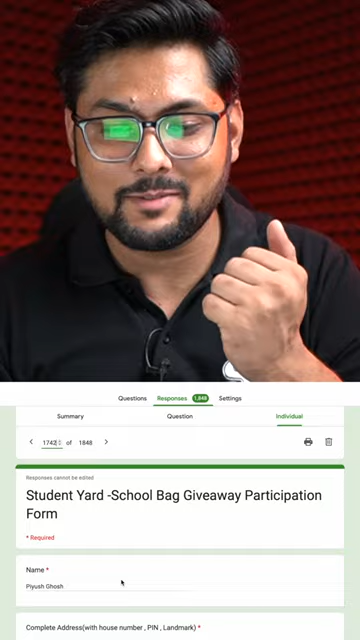 Questions Responses 1,848 Settings
Summary Question Individual
1742 of 1848
Responses cannot be edited
Student Yard -School Bag Giveaway Participation
Form
* Required
Name *
Piyush Ghosh
Complete Address(with house number , PIN , Landmark) *